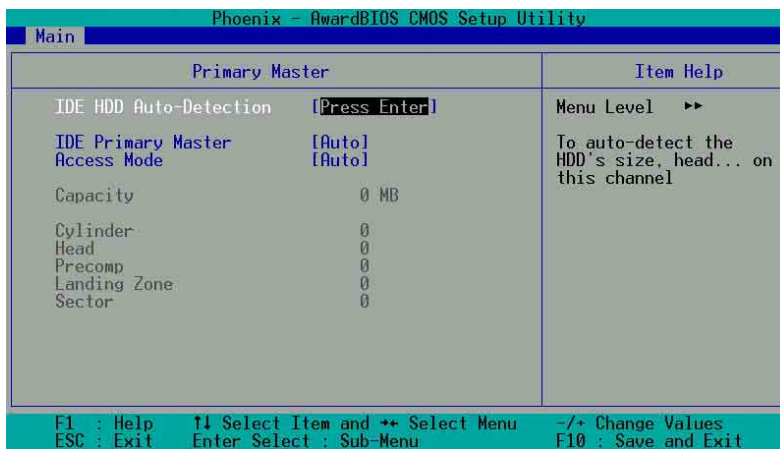 Phoenix - AwardBIOS CMOS Setup Utility
Main
Primary Master
Item Help
IDE HDD Auto-Detection [Press Enter]
Menu Level ▸▸
IDE Primary Master [Auto]
Access Mode [Auto]
To auto-detect the
HDD's size, head... on
this channel
Capacity 0 MB
Cylinder 0
Head 0
Precomp 0
Landing Zone 0
Sector 0
F1 : Help ↑↓ Select Item and ←→ Select Menu -/+ Change Values
ESC : Exit Enter Select : Sub-Menu F10 : Save and Exit